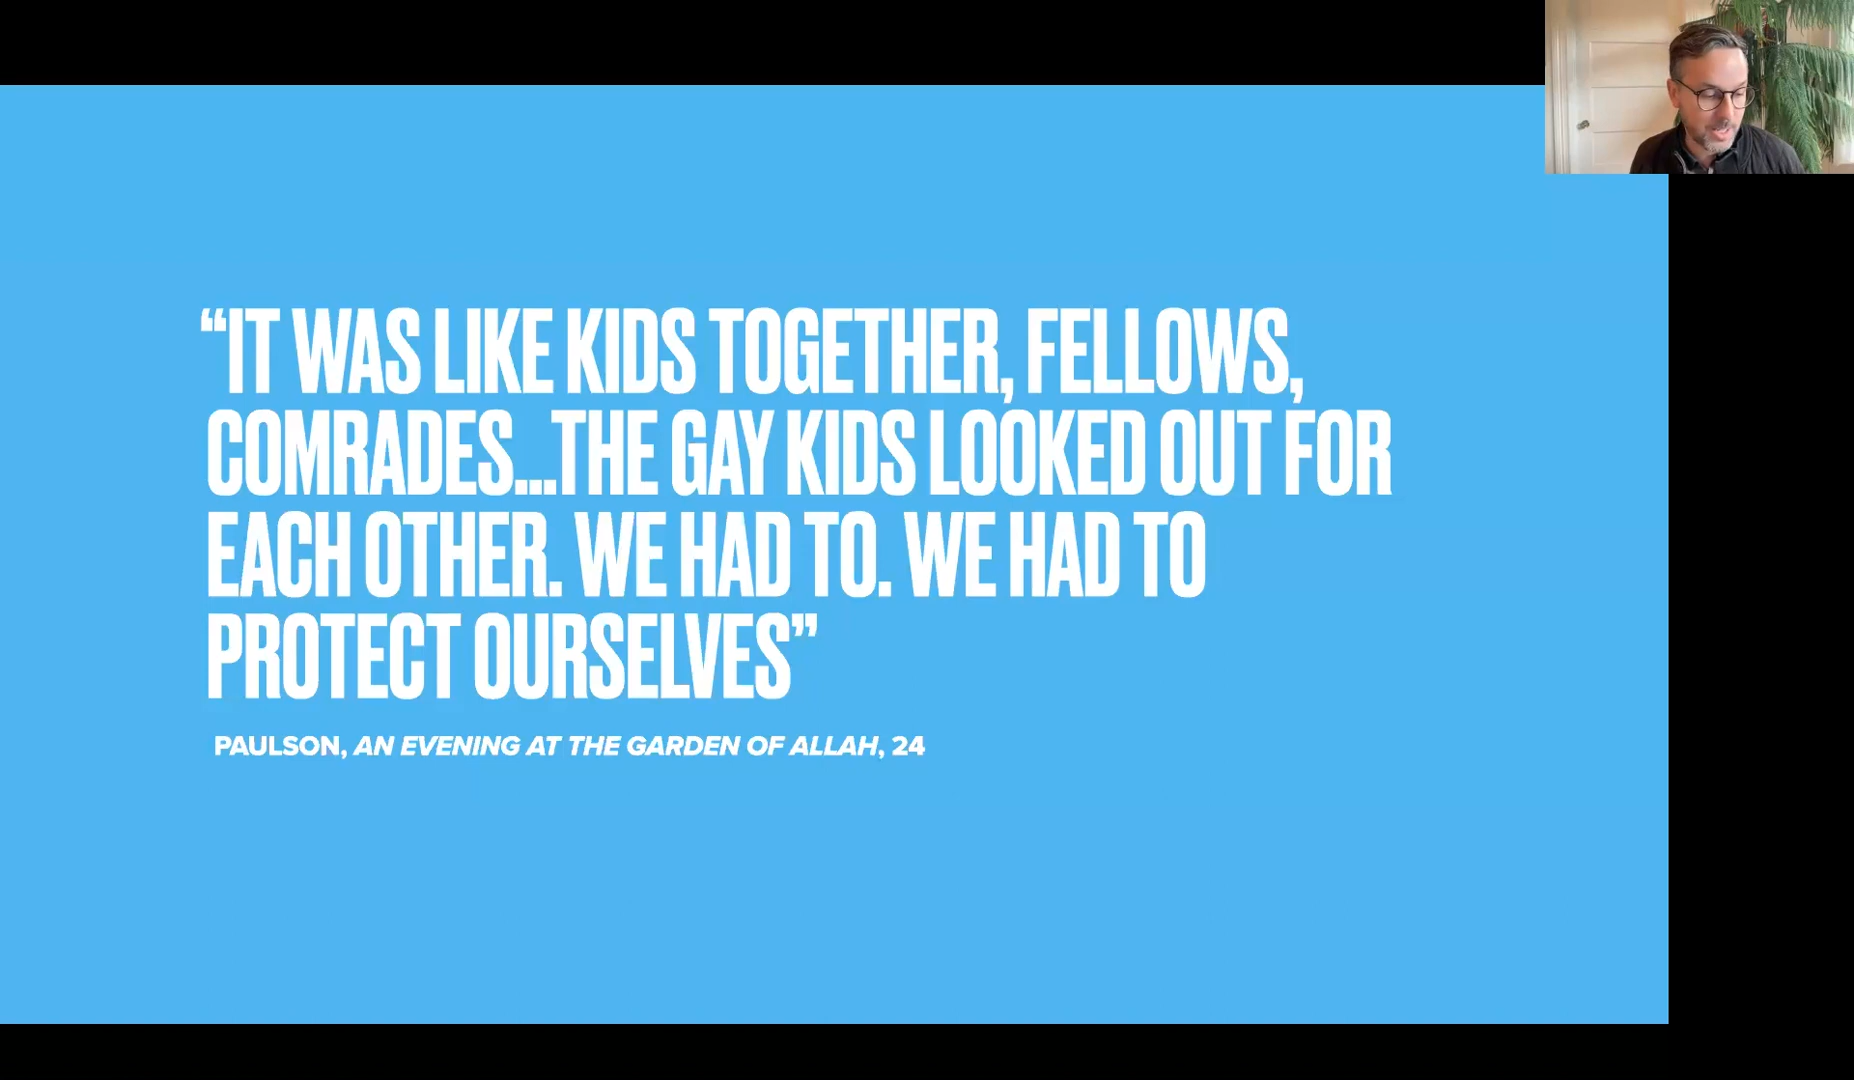 “IT WAS LIKE KIDS TOGETHER, FELLOWS,
COMRADES...THE GAY KIDS LOOKED OUT FOR
EACH OTHER. WE HAD TO. WE HAD TO
PROTECT OURSELVES”
PAULSON, AN EVENING AT THE GARDEN OF ALLAH, 24